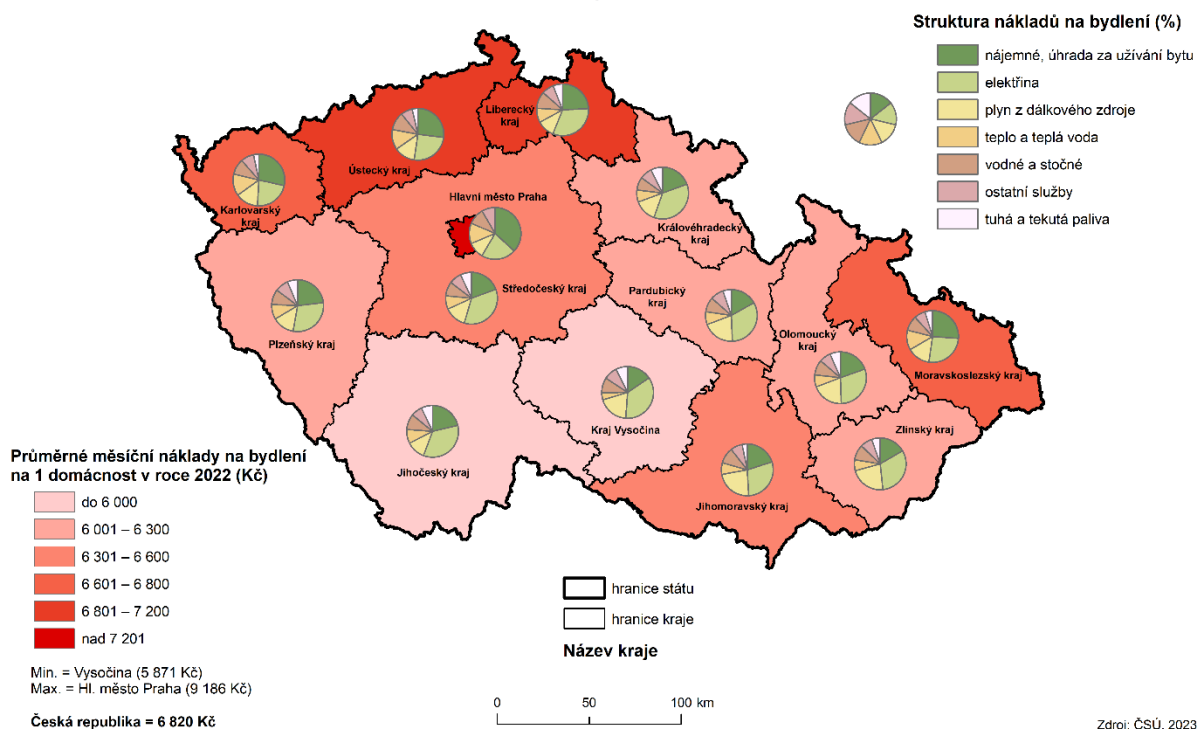 Struktura nákladů na bydlení (%)
nájemné, úhrada za užívání bytu
elektřina
plyn z dálkového zdroje
teplo a teplá voda
vodné a stočné
ostatní služby
tuhá a tekutá paliva
Liberecký
kraj
Ústecký kraj
Karlovarský
kraj
Hlavní město Praha
Královéhradecký
kraj
Středočeský kraj
Pardubický
kraj
Plzeňský kraj
Olomoucký
kraj
Moravskoslezský kraj
Kraj Vysočina
Zlínský kraj
Jihočeský kraj
Jihomoravský kraj
Průměrné měsíční náklady na bydlení
na 1 domácnost v roce 2022 (Kč)
do 6 000
6 001 – 6 300
6 301 – 6 600
6 601 – 6 800
6 801 – 7 200
nad 7 201
Min. = Vysočina (5 871 Kč)
Max. = Hl. město Praha (9 186 Kč)
Česká republika = 6 820 Kč
hranice státu
hranice kraje
Název kraje
0 50 100 km
Zdroj: ČSÚ, 2023